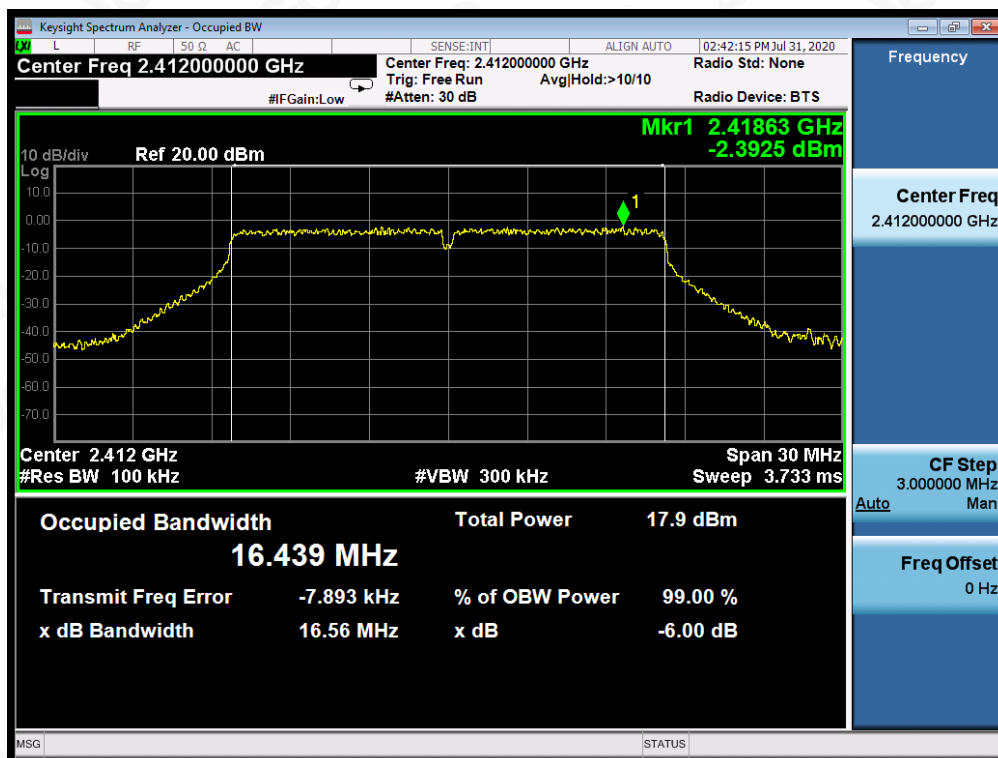 Keysight Spectrum Analyzer - Occupied BW
LXI L RF 50 Ω AC SENSE:INT ALIGN AUTO 02:42:15 PM Jul 31, 2020
Center Freq 2.412000000 GHz
#IFGain:Low
Center Freq: 2.412000000 GHz
Trig: Free Run Avg|Hold:>10/10
#Atten: 30 dB
Radio Std: None
Radio Device: BTS
Mkr1 2.41863 GHz
-2.3925 dBm
10 dB/div Ref 20.00 dBm
Log
10.0
0.00
-10.0
-20.0
-30.0
-40.0
-50.0
-60.0
-70.0
1
Center 2.412 GHz Span 30 MHz
#Res BW 100 kHz #VBW 300 kHz Sweep 3.733 ms
Occupied Bandwidth Total Power 17.9 dBm
16.439 MHz
Transmit Freq Error -7.893 kHz % of OBW Power 99.00 %
x dB Bandwidth 16.56 MHz x dB -6.00 dB
MSG STATUS
Frequency
Center Freq
2.412000000 GHz
CF Step
3.000000 MHz
Auto Man
Freq Offset
0 Hz